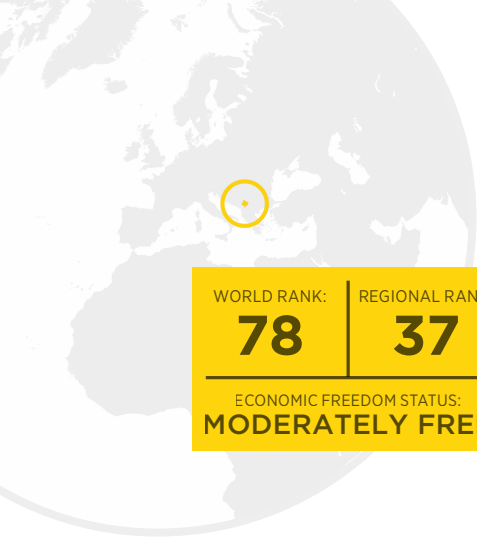 WORLD RANK:
78
REGIONAL RAN
37
ECONOMIC FREEDOM STATUS:
MODERATELY FRE